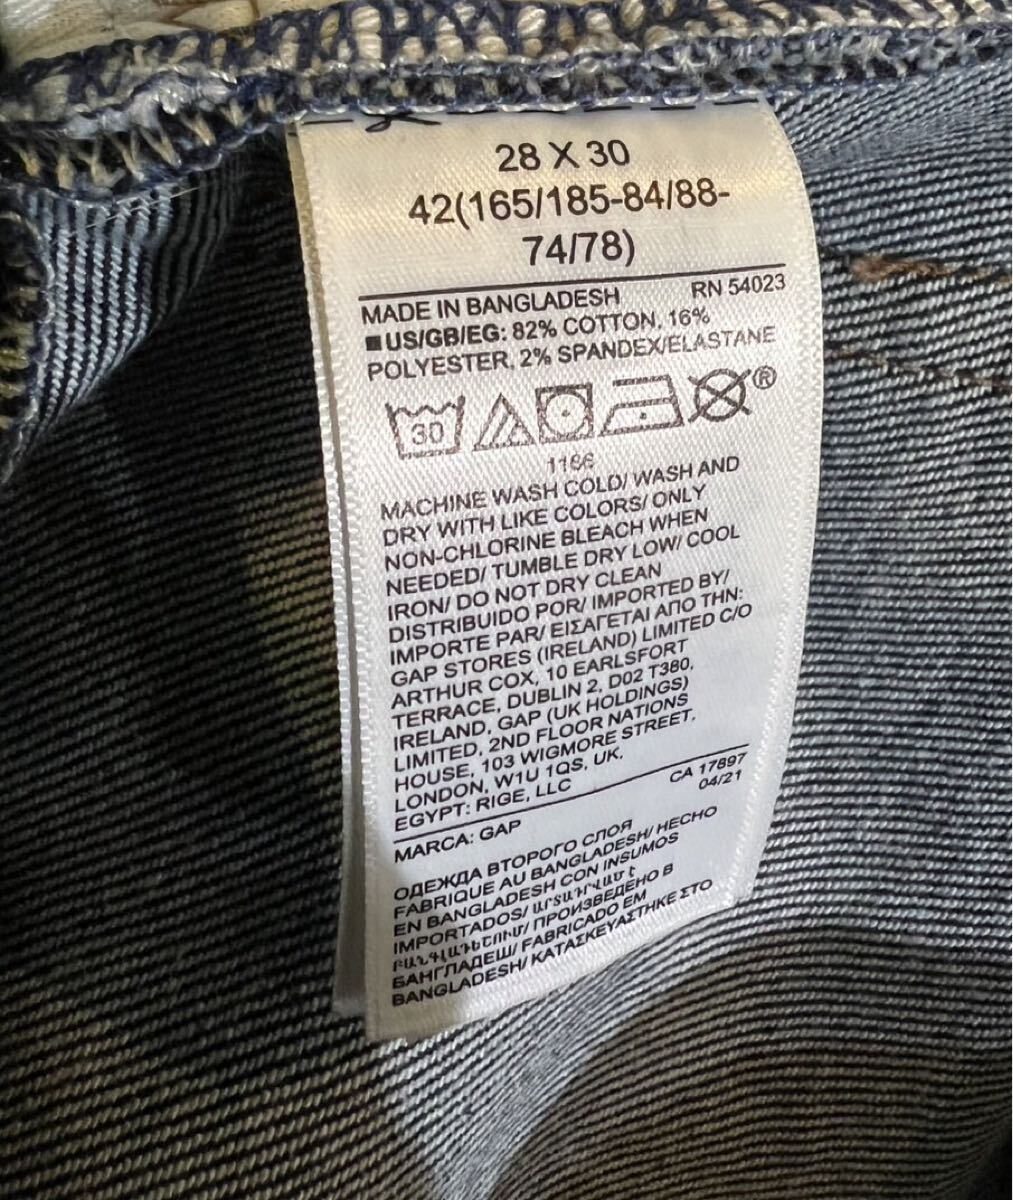 28 X 30
42(165/185-84/88-
74/78)
MADE IN BANGLADESH RN 54023
US/GB/EG: 82% COTTON, 16%
POLYESTER, 2% SPANDEX/ELASTANE
30 ®
1166
MACHINE WASH COLD/ WASH AND
DRY WITH LIKE COLORS/ ONLY
NON-CHLORINE BLEACH WHEN
NEEDED/ TUMBLE DRY LOW/ COOL
IRON/ DO NOT DRY CLEAN
DISTRIBUIDO POR/ IMPORTED BY/
IMPORTE PAR/ ΕΙΣΑΓΕΤΑΙ ΑΠΟ ΤΗΝ:
GAP STORES (IRELAND) LIMITED C/O
ARTHUR COX, 10 EARLSFORT
TERRACE, DUBLIN 2, D02 T380,
IRELAND, GAP (UK HOLDINGS)
LIMITED, 2ND FLOOR NATIONS
HOUSE, 103 WIGMORE STREET,
LONDON, W1U 1QS, UK,
EGYPT: RIGE, LLC
CA 17897
04/21
MARCA: GAP
ОДЕЖДА ВТОРОГО СЛОЯ
FABRIQUE AU BANGLADESH/ HECHO
EN BANGLADESH CON INSUMOS
IMPORTADOS/ ԱՐՏԱԴՐՎԱԾ Է
ԲԱՆԳԼԱԴԵՇՈՒՄ/ ПРОИЗВЕДЕНО В
БАНГЛАДЕШ/ FABRICADO EM
BANGLADESH/ ΚΑΤΑΣΚΕΥΑΣΤΗΚΕ ΣΤΟ